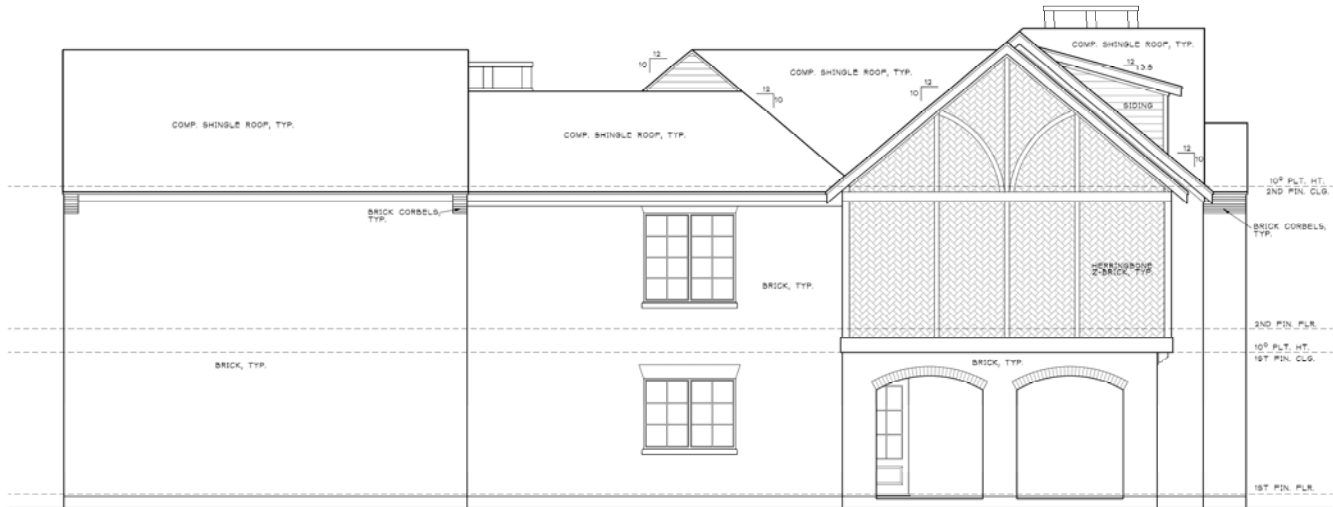 COMP. SHINGLE ROOF, TYP.
12
12
10
COMP. SHINGLE ROOF, TYP.
12
3.5
12
10
10
SIDING
COMP. SHINGLE ROOF, TYP.
COMP. SHINGLE ROOF, TYP.
12
10
10⁰ PLT. HT.
2ND FIN. CLG.
BRICK CORBELS,
TYP.
BRICK CORBELS,
TYP.
HERRINGBONE
Z-BRICK, TYP
BRICK, TYP.
2ND FIN FLR.
10⁰ PLT. HT.
1ST FIN. CLG.
BRICK, TYP.
BRICK, TYP.
1ST FIN. FLR.